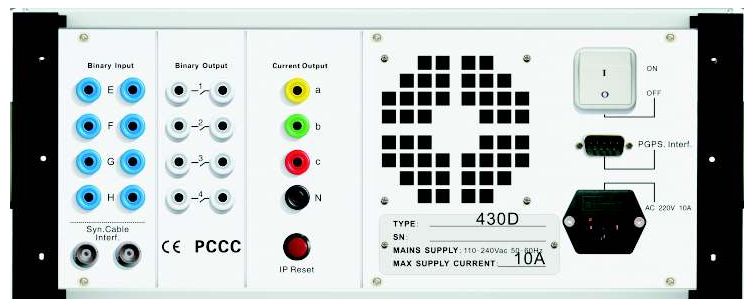 Binary Input
Binary Output
Current Output
E
F
G
H
1
2
3
4
a
b
c
N
Syn.Cable
Interf.
CE PCCC
IP Reset
I
O
ON
OFF
PGPS. Interf.
AC 220V 10A
TYPE: 430D
SN:
MAINS SUPPLY: 110-240Vac 50-60Hz
MAX SUPPLY CURRENT: 10A